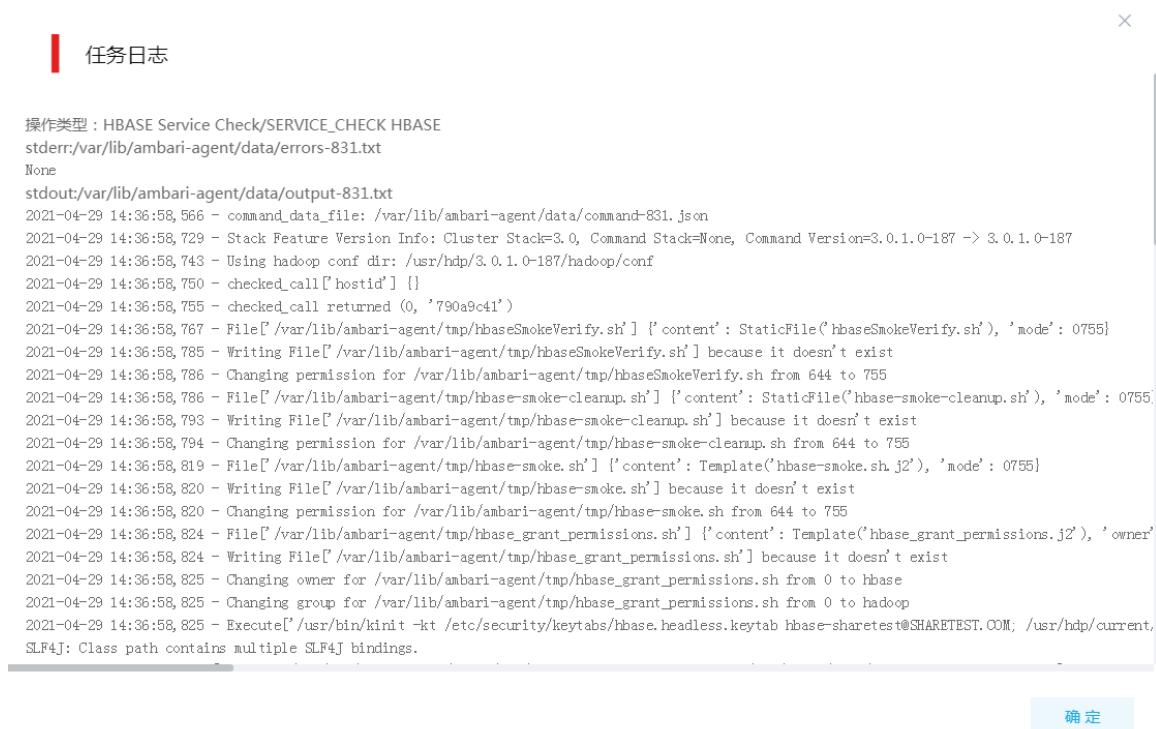 任务日志
操作类型：HBASE Service Check/SERVICE_CHECK HBASE
stderr:/var/lib/ambari-agent/data/errors-831.txt
None
stdout:/var/lib/ambari-agent/data/output-831.txt
2021-04-29 14:36:58,566 - command_data_file: /var/lib/ambari-agent/data/command-831.json
2021-04-29 14:36:58,729 - Stack Feature Version Info: Cluster Stack=3.0, Command Stack=None, Command Version=3.0.1.0-187 -> 3.0.1.0-187
2021-04-29 14:36:58,743 - Using hadoop conf dir: /usr/hdp/3.0.1.0-187/hadoop/conf
2021-04-29 14:36:58,750 - checked_call['hostid'] {}
2021-04-29 14:36:58,755 - checked_call returned (0, '790a9c41')
2021-04-29 14:36:58,767 - File['/var/lib/ambari-agent/tmp/hbaseSmokeVerify.sh'] {'content': StaticFile('hbaseSmokeVerify.sh'), 'mode': 0755}
2021-04-29 14:36:58,785 - Writing File['/var/lib/ambari-agent/tmp/hbaseSmokeVerify.sh'] because it doesn't exist
2021-04-29 14:36:58,786 - Changing permission for /var/lib/ambari-agent/tmp/hbaseSmokeVerify.sh from 644 to 755
2021-04-29 14:36:58,786 - File['/var/lib/ambari-agent/tmp/hbase-smoke-cleanup.sh'] {'content': StaticFile('hbase-smoke-cleanup.sh'), 'mode': 0755}
2021-04-29 14:36:58,793 - Writing File['/var/lib/ambari-agent/tmp/hbase-smoke-cleanup.sh'] because it doesn't exist
2021-04-29 14:36:58,794 - Changing permission for /var/lib/ambari-agent/tmp/hbase-smoke-cleanup.sh from 644 to 755
2021-04-29 14:36:58,819 - File['/var/lib/ambari-agent/tmp/hbase-smoke.sh'] {'content': Template('hbase-smoke.sh.j2'), 'mode': 0755}
2021-04-29 14:36:58,820 - Writing File['/var/lib/ambari-agent/tmp/hbase-smoke.sh'] because it doesn't exist
2021-04-29 14:36:58,820 - Changing permission for /var/lib/ambari-agent/tmp/hbase-smoke.sh from 644 to 755
2021-04-29 14:36:58,824 - File['/var/lib/ambari-agent/tmp/hbase_grant_permissions.sh'] {'content': Template('hbase_grant_permissions.j2'), 'owner'
2021-04-29 14:36:58,824 - Writing File['/var/lib/ambari-agent/tmp/hbase_grant_permissions.sh'] because it doesn't exist
2021-04-29 14:36:58,825 - Changing owner for /var/lib/ambari-agent/tmp/hbase_grant_permissions.sh from 0 to hbase
2021-04-29 14:36:58,825 - Changing group for /var/lib/ambari-agent/tmp/hbase_grant_permissions.sh from 0 to hadoop
2021-04-29 14:36:58,825 - Execute['/usr/bin/kinit -kt /etc/security/keytabs/hbase.headless.keytab hbase-sharetest@SHARETEST.COM; /usr/hdp/current,
SLF4J: Class path contains multiple SLF4J bindings.
确 定